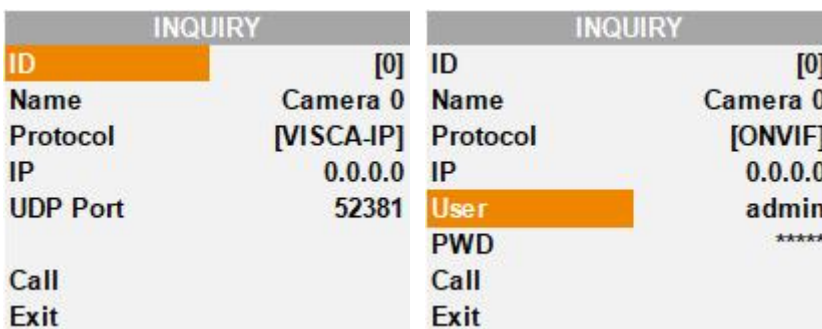 INQUIRY
ID [0]
Name Camera 0
Protocol [VISCA-IP]
IP 0.0.0.0
UDP Port 52381
Call
Exit
INQUIRY
ID [0]
Name Camera 0
Protocol [ONVIF]
IP 0.0.0.0
User admin
PWD *****
Call
Exit